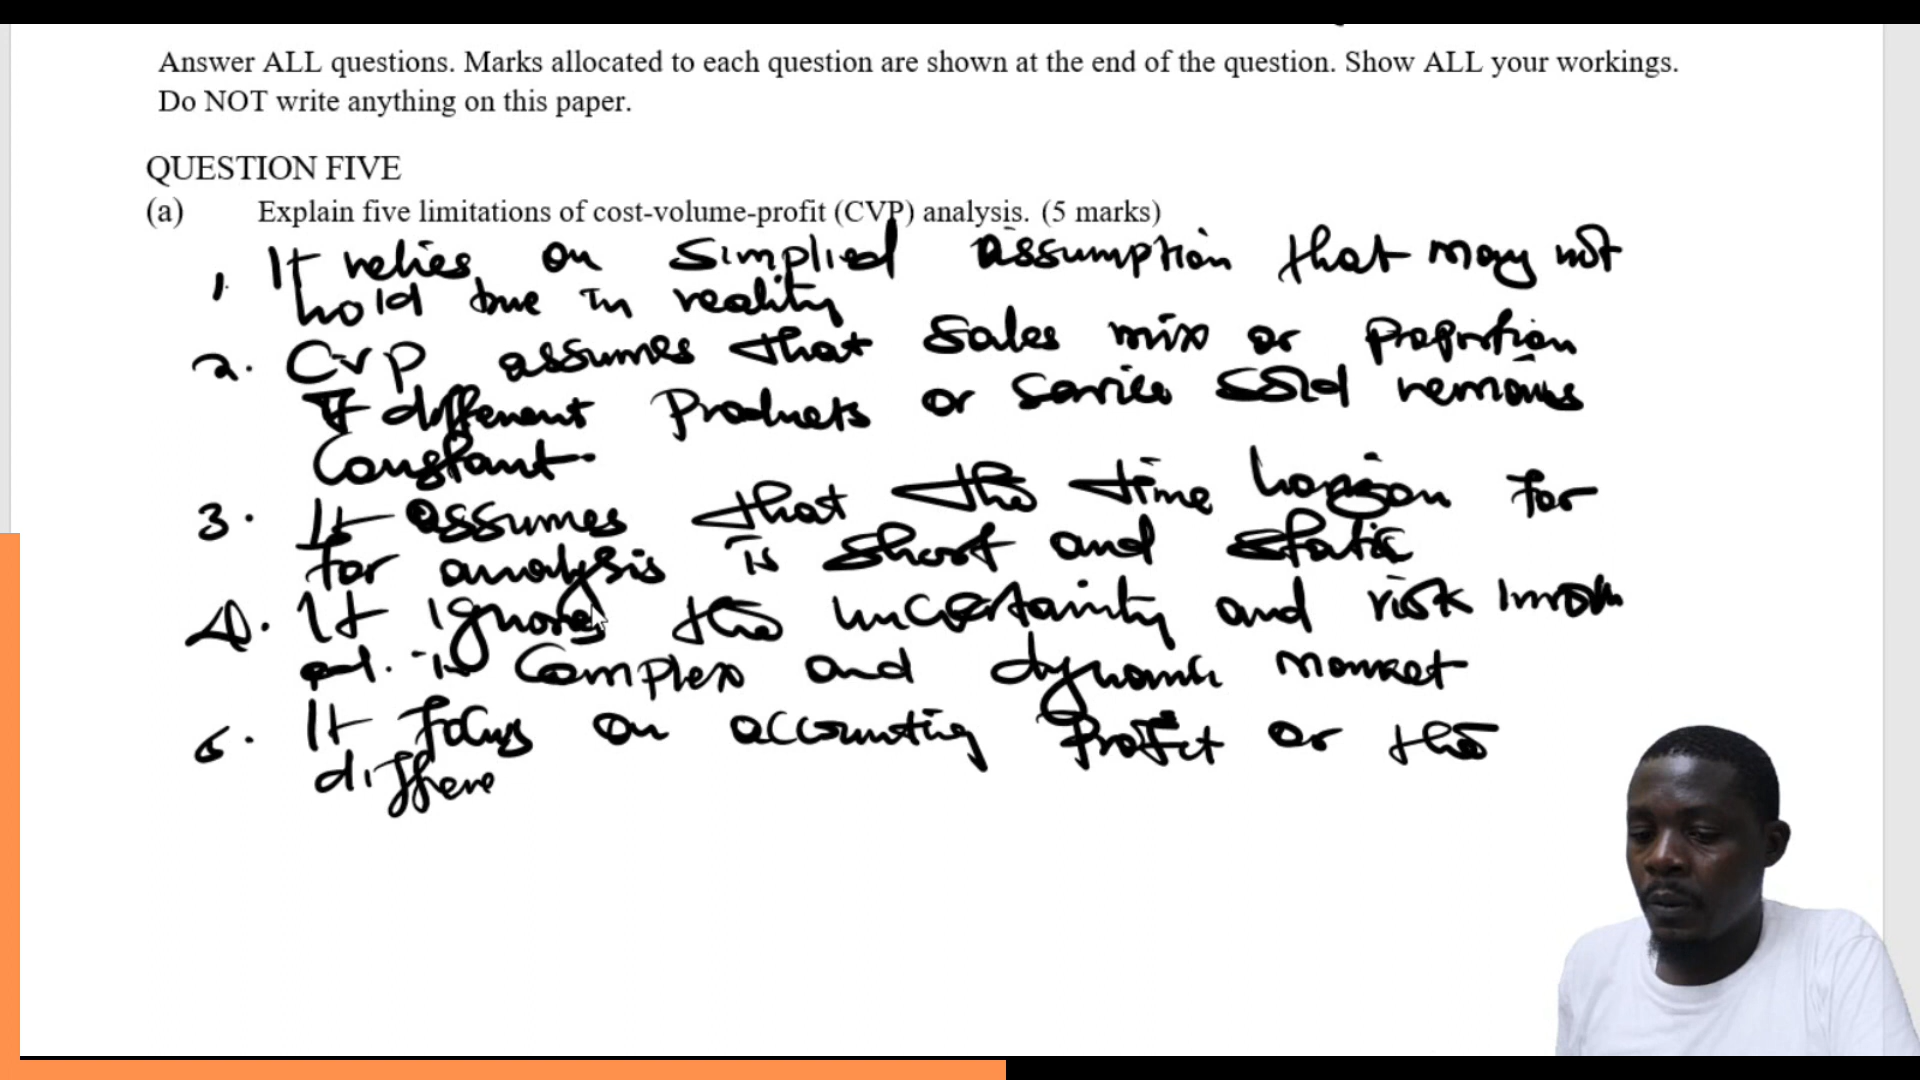 Answer ALL questions. Marks allocated to each question are shown at the end of the question. Show ALL your workings.
Do NOT write anything on this paper.
QUESTION FIVE
(a) Explain five limitations of cost-volume-profit (CVP) analysis. (5 marks)
1. It relies on simplied assumption that may not
hold true in reality
2. CVP assumes that sales mix or proportion
of different products or service sold remains
constant.
3. It assumes that the time horizon for
for analysis is short and static
4. It ignores the uncertainty and risk
in complex and dynamic market
5. It focus on accounting profit or the
differe